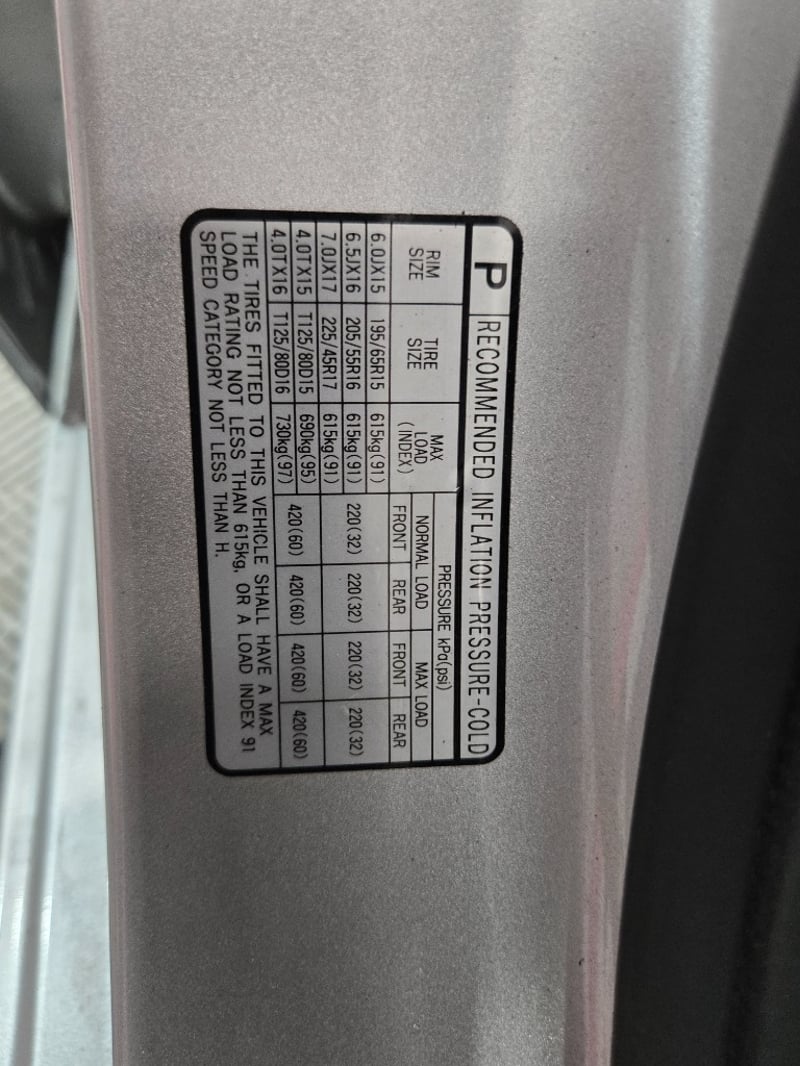 P RECOMMENDED INFLATION PRESSURE-COLD
RIM SIZE TIRE SIZE MAX LOAD (INDEX) PRESSURE kPa(psi)
NORMAL LOAD MAX LOAD
FRONT REAR FRONT REAR
6.0JX15 195/65R15 615kg(91) 220(32) 220(32) 220(32) 220(32)
6.5JX16 205/55R16 615kg(91)
7.0JX17 225/45R17 615kg(91)
4.0TX15 T125/80D15 690kg(95) 420(60) 420(60) 420(60) 420(60)
4.0TX16 T125/80D16 730kg(97)
THE TIRES FITTED TO THIS VEHICLE SHALL HAVE A MAX
LOAD RATING NOT LESS THAN 615kg, OR A LOAD INDEX 91
SPEED CATEGORY NOT LESS THAN H.